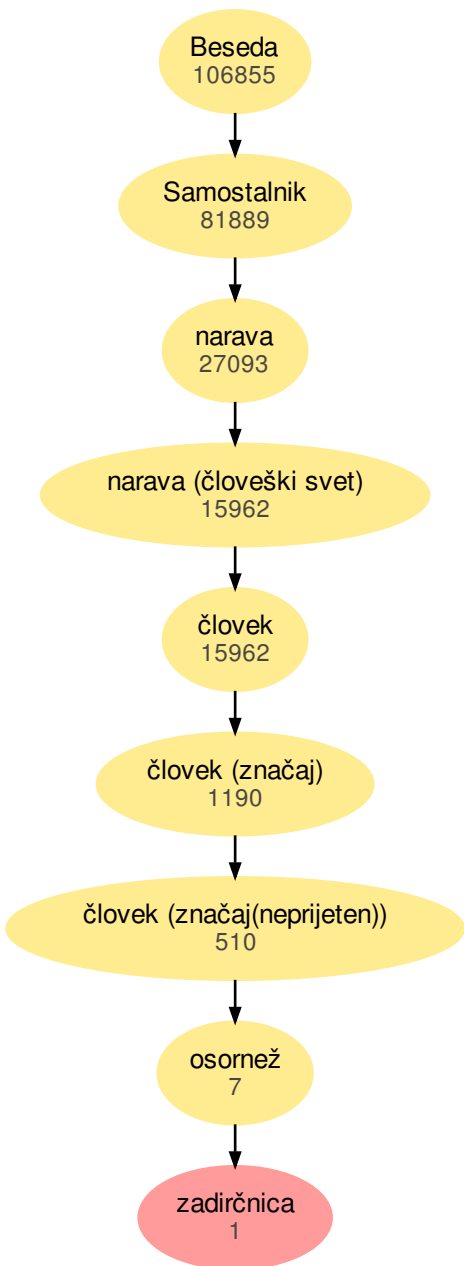 Beseda
106855
Samostalnik
81889
narava
27093
narava (človeški svet)
15962
človek
15962
človek (značaj)
1190
človek (značaj(neprijeten))
510
osornež
7
zadirčnica
1